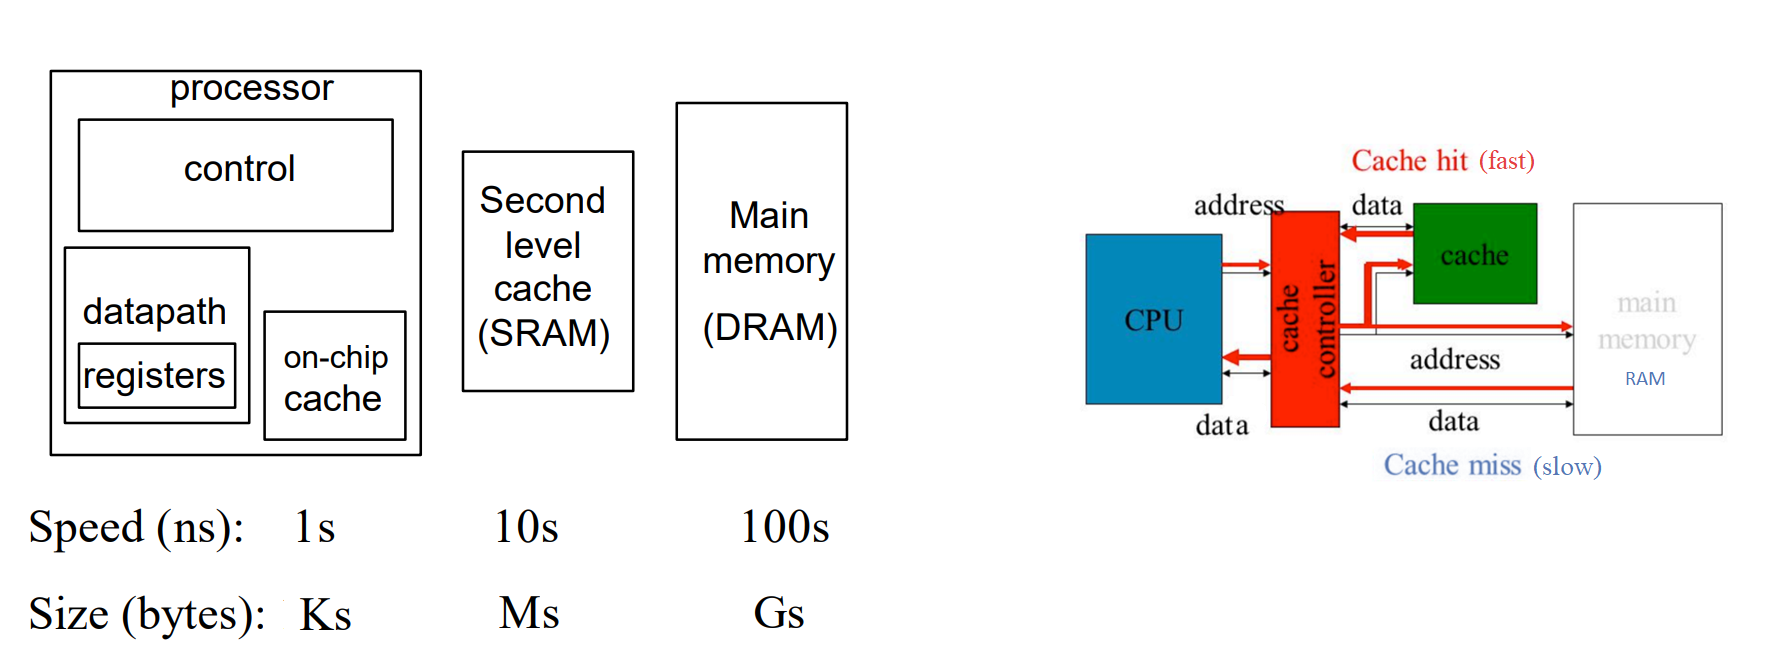 processor
control
datapath
registers
on-chip
cache
Second
level
cache
(SRAM)
Main
memory
(DRAM)
Speed (ns): 1s 10s 100s
Size (bytes): Ks Ms Gs
Cache hit (fast)
address
data
CPU
cache
controller
cache
main
memory
RAM
address
data
data
Cache miss (slow)